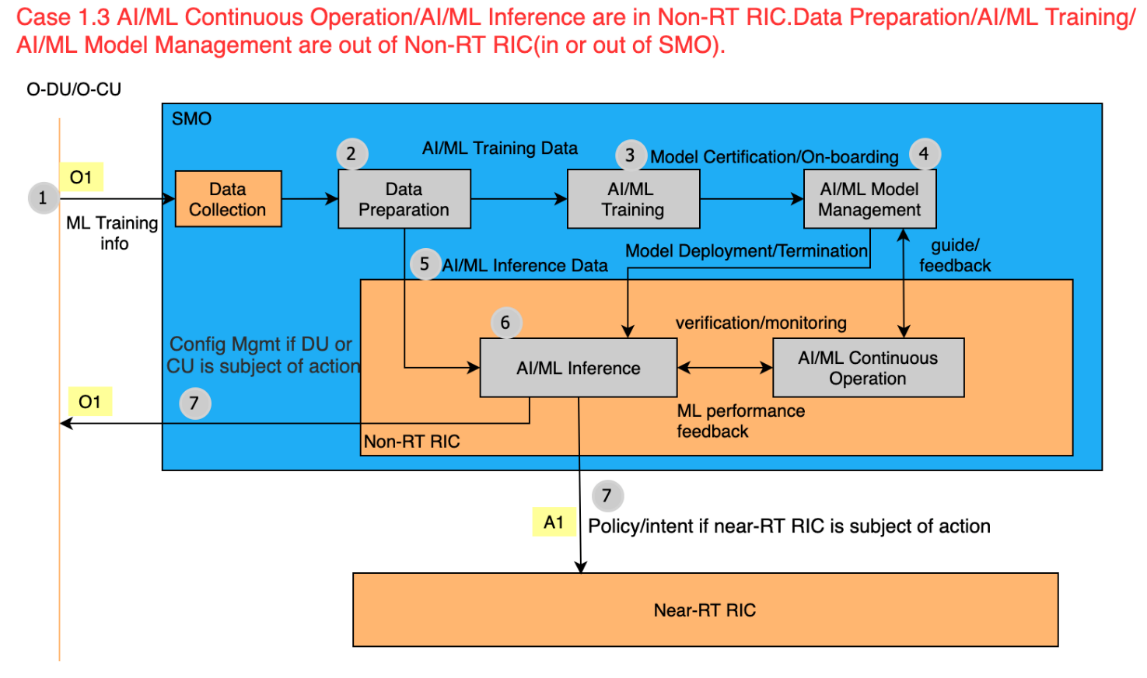 Case 1.3 AI/ML Continuous Operation/AI/ML Inference are in Non-RT RIC.Data Preparation/AI/ML Training/
AI/ML Model Management are out of Non-RT RIC(in or out of SMO).
O-DU/O-CU
SMO
2
AI/ML Training Data
3
Model Certification/On-boarding
4
O1
1
Data
Collection
Data
Preparation
AI/ML
Training
AI/ML Model
Management
ML Training
info
5
AI/ML Inference Data
Model Deployment/Termination
guide/
feedback
6
verification/monitoring
Config Mgmt if DU or
CU is subject of action
AI/ML Inference
AI/ML Continuous
Operation
O1
7
ML performance
feedback
Non-RT RIC
7
A1
Policy/intent if near-RT RIC is subject of action
Near-RT RIC